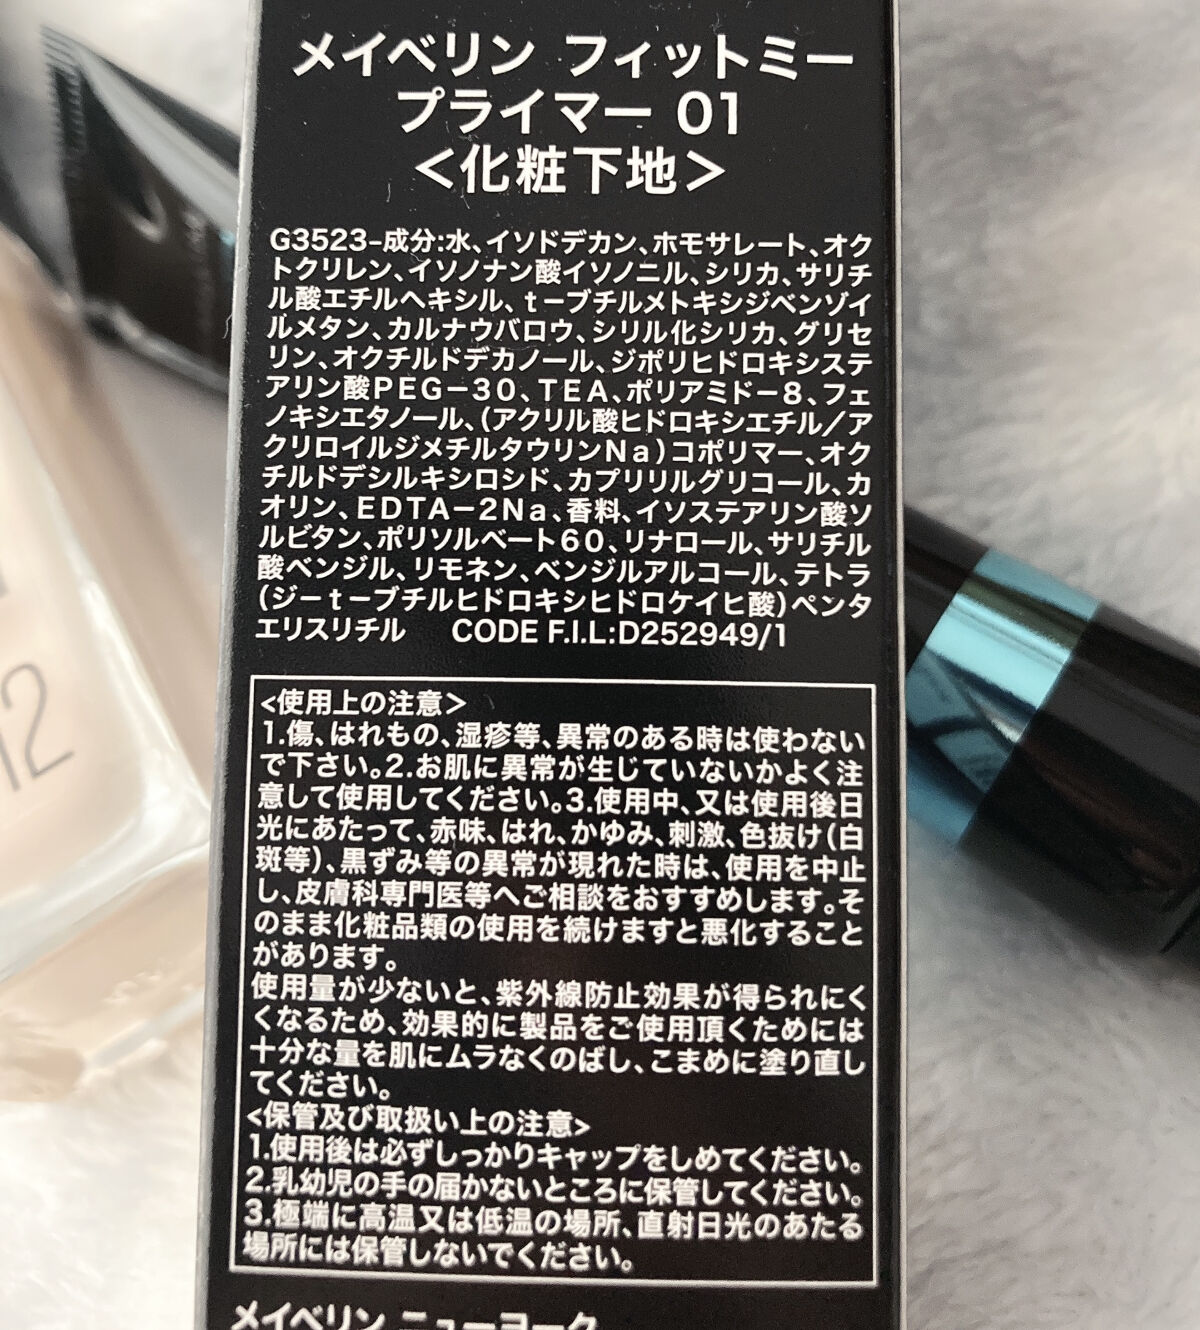 メイベリン フィットミー
プライマー 01
<化粧下地>
G3523-成分:水、イソドデカン、ホモサレート、オク
トクリレン、イソノナン酸イソノニル、シリカ、サリチ
ル酸エチルヘキシル、t-ブチルメトキシジベンゾイ
ルメタン、カルナウバロウ、シリル化シリカ、グリセ
リン、オクチルドデカノール、ジポリヒドロキシステ
アリン酸PEG-30、TEA、ポリアミド-8、フェ
ノキシエタノール、(アクリル酸ヒドロキシエチル/ア
クリロイルジメチルタウリンNa)コポリマー、オク
チルドデシルキシロシド、カプリリルグリコール、カ
オリン、EDTA-2Na、香料、イソステアリン酸ソ
ルビタン、ポリソルベート60、リナロール、サリチル
酸ベンジル、リモネン、ベンジルアルコール、テトラ
(ジ-t-ブチルヒドロキシヒドロケイヒ酸)ペンタ
エリスリチル CODE F.I.L:D252949/1
<使用上の注意>
1.傷、はれもの、湿疹等、異常のある時は使わない
で下さい。2.お肌に異常が生じていないかよく注
意して使用してください。3.使用中、又は使用後日
光にあたって、赤味、はれ、かゆみ、刺激、色抜け(白
斑等)、黒ずみ等の異常が現れた時は、使用を中止
し、皮膚科専門医等へご相談をおすすめします。そ
のまま化粧品類の使用を続けますと悪化すること
があります。
使用量が少ないと、紫外線防止効果が得られにく
くなるため、効果的に製品をご使用頂くためには
十分な量を肌にムラなくのばし、こまめに塗り直し
てください。
<保管及び取扱い上の注意>
1.使用後は必ずしっかりキャップをしめてください。
2.乳幼児の手の届かないところに保管してください。
3.極端に高温又は低温の場所、直射日光のあたる
場所には保管しないでください。
メイベリン ニューヨーク
12